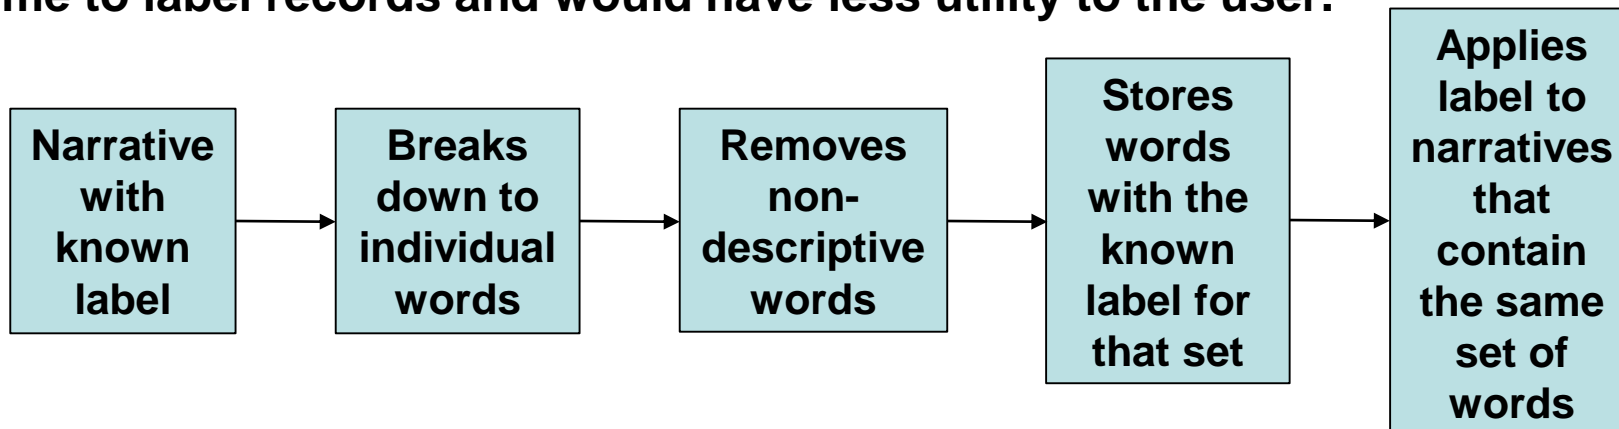 to label records and would have less utility to the user.
Narrative
with
known
label
Breaks
down to
individual
words
Removes
non-
descriptive
words
Stores
words
with the
known
label for
that set
Applies
label to
narratives
that
contain
the same
set of
words